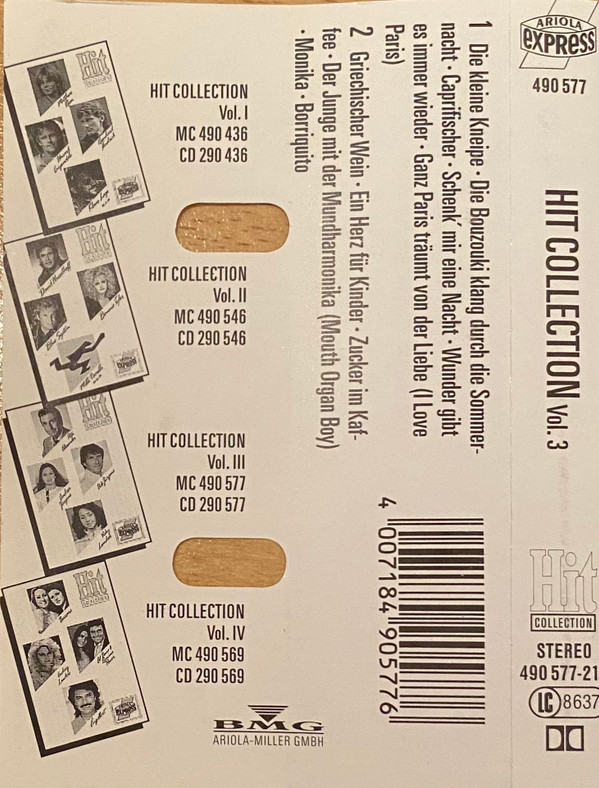 ARIOLA
EXPRESS
490 577
HIT COLLECTION Vol. 3
Hit
COLLECTION
STEREO
490 577-21
LC 8637
1 Die kleine Kneipe · Die Bouzouki klang durch die Sommer-
nacht · Caprifischer · Schenk' mir eine Nacht · Wunder gibt
es immer wieder · Ganz Paris träumt von der Liebe (I Love
Paris)
2 Griechischer Wein · Ein Herz für Kinder · Zucker im Kaf-
fee · Der Junge mit der Mundharmonika (Mouth Organ Boy)
· Monika · Borriquito
4 007184 905776
HIT COLLECTION
Vol. I
MC 490 436
CD 290 436
HIT COLLECTION
Vol. II
MC 490 546
CD 290 546
HIT COLLECTION
Vol. III
MC 490 577
CD 290 577
HIT COLLECTION
Vol. IV
MC 490 569
CD 290 569
Hit
Hit
Hit
Hit
BMG
ARIOLA-MILLER GMBH